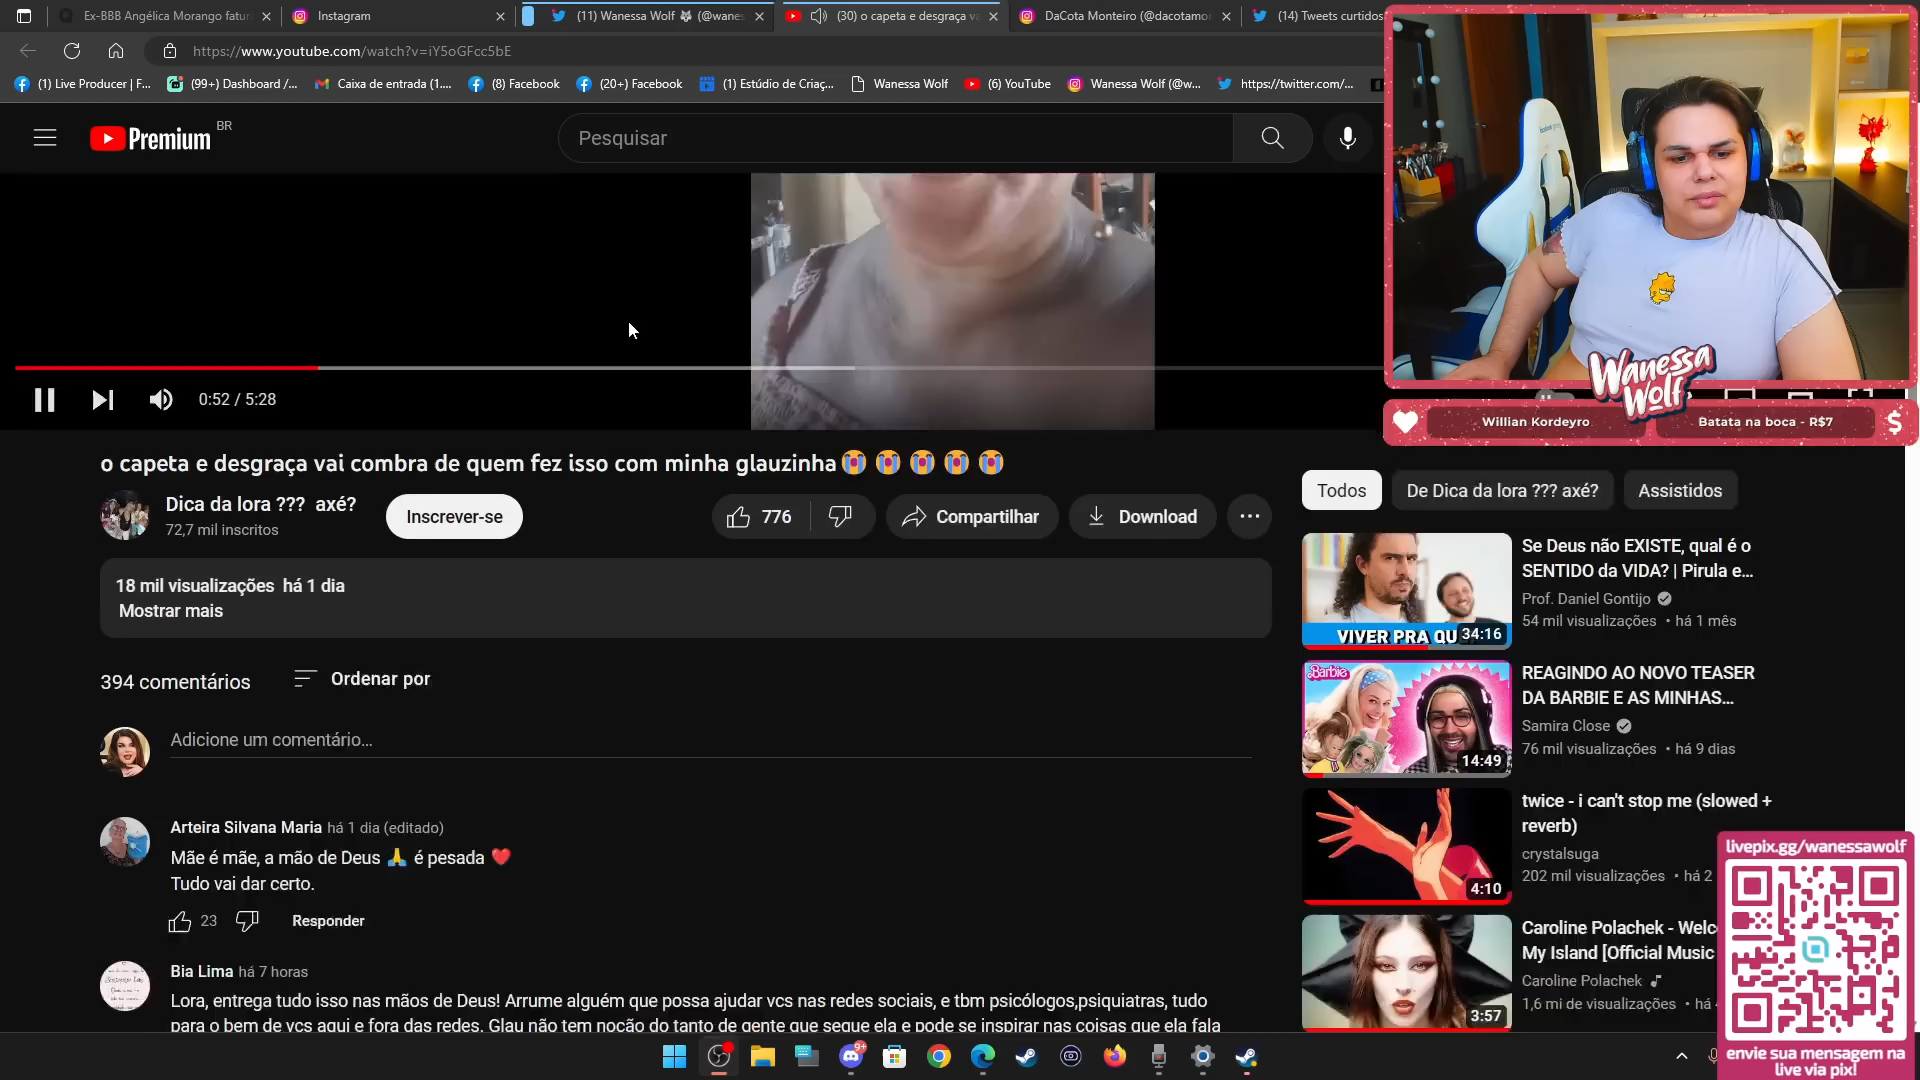 Ex-BBB Angélica Morango fatur
Instagram
(11) Wanessa Wolf 🐺 (@wanes
(30) o capeta e desgraça va
DaCota Monteiro (@dacotamo
(14) Tweets curtidos
https://www.youtube.com/watch?v=iY5oGFcc5bE
(1) Live Producer | F...
(99+) Dashboard /...
Caixa de entrada (1....
(8) Facebook
(20+) Facebook
(1) Estúdio de Criaç...
Wanessa Wolf
(6) YouTube
Wanessa Wolf (@w...
https://twitter.com/...
Premium
BR
Pesquisar
0:52 / 5:28
Wanessa
Wolf
Willian Kordeyro
Batata na boca - R$7
o capeta e desgraça vai combra de quem fez isso com minha glauzinha😭 😭 😭 😭 😭
Dica da lora ??? axé?
72,7 mil inscritos
Inscrever-se
776
Compartilhar
Download
18 mil visualizações há 1 dia
Mostrar mais
394 comentários
Ordenar por
Adicione um comentário...
Arteira Silvana Maria há 1 dia (editado)
Mãe é mãe, a mão de Deus 🙏 é pesada ❤️
Tudo vai dar certo.
23
Responder
Bia Lima há 7 horas
Lora, entrega tudo isso nas mãos de Deus! Arrume alguém que possa ajudar vcs nas redes sociais, e tbm psicólogos,psiquiatras, tudo
para o bem de vcs aqui e fora das redes. Glau não tem noção do tanto de gente que segue ela e pode se inspirar nas coisas que ela fala
Todos
De Dica da lora ??? axé?
Assistidos
VIVER PRA QU
34:16
Se Deus não EXISTE, qual é o
SENTIDO da VIDA? | Pirula e...
Prof. Daniel Gontijo
54 mil visualizações • há 1 mês
Barbie
14:49
REAGINDO AO NOVO TEASER
DA BARBIE E AS MINHAS...
Samira Close
76 mil visualizações • há 9 dias
4:10
twice - i can't stop me (slowed +
reverb)
crystalsuga
202 mil visualizações • há 2
3:57
Caroline Polachek - Welc
My Island [Official Music
Caroline Polachek
1,6 mi de visualizações • há
livepix.gg/wanessawolf
envie sua mensagem na
live via pix!
9+